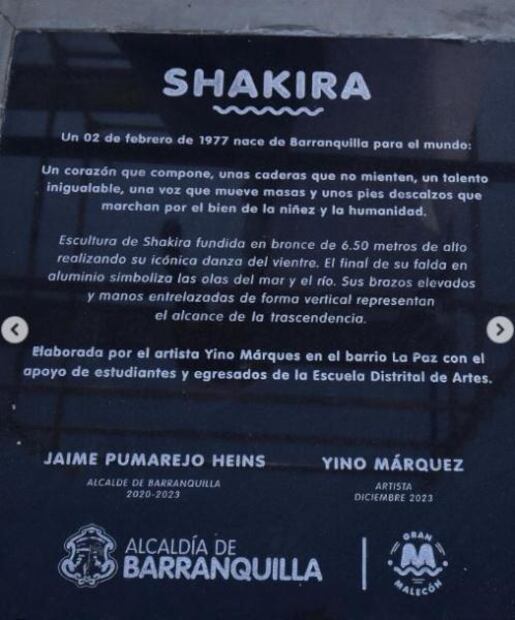 SHAKIRA
Un 02 de febrero de 1977 nace de Barranquilla para el mundo:
Un corazón que compone, unas caderas que no mienten, un talento
inigualable, una voz que mueve masas y unos pies descalzos que
marchan por el bien de la niñez y la humanidad.
Escultura de Shakira fundida en bronce de 6.50 metros de alto
realizando su icónica danza del vientre. El final de su falda en
aluminio simboliza las olas del mar y el río. Sus brazos elevados
y manos entrelazadas de forma vertical representan
el alcance de la trascendencia.
Elaborada por el artista Yino Márques en el barrio La Paz con el
apoyo de estudiantes y egresados de la Escuela Distrital de Artes.
JAIME PUMAREJO HEINS
ALCALDE DE BARRANQUILLA
2020-2023
YINO MÁRQUEZ
ARTISTA
DICIEMBRE 2023
ALCALDÍA DE
BARRANQUILLA
GRAN
MALECÓN